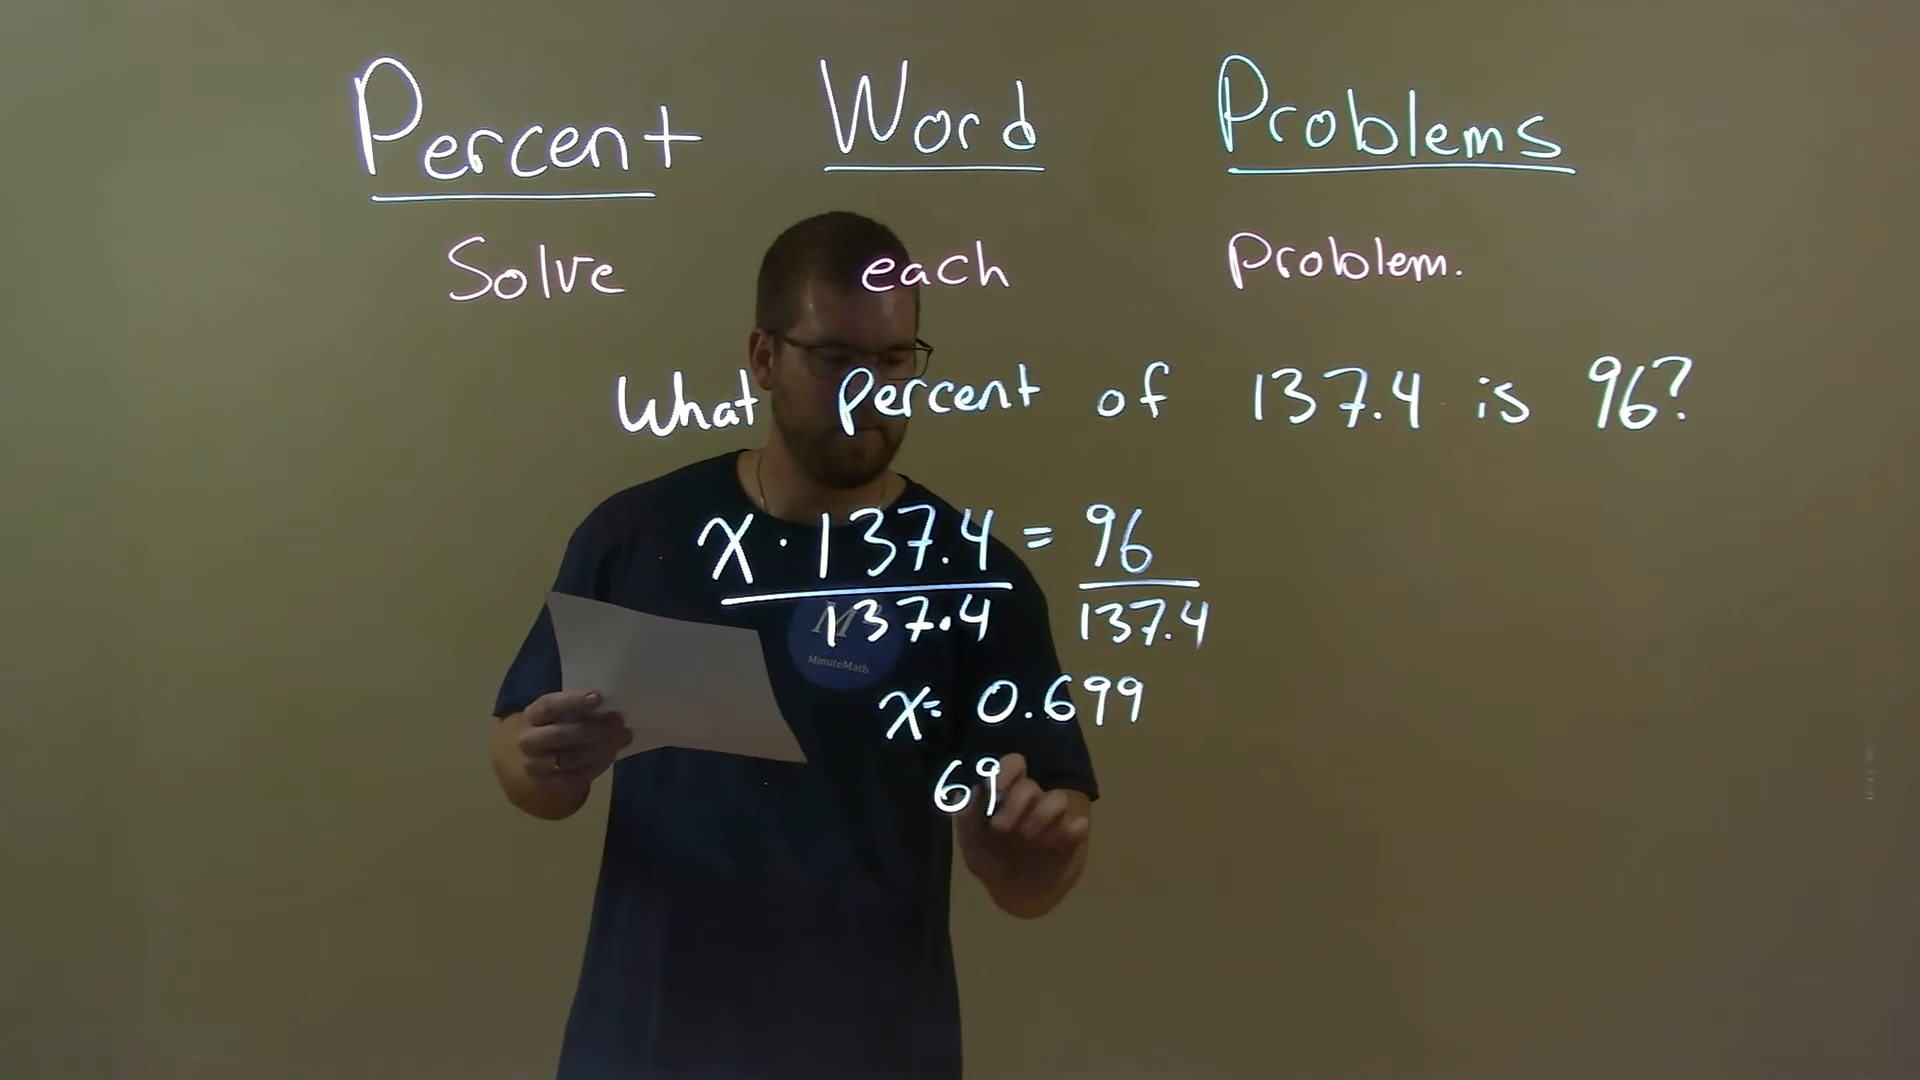 Percent Word Problems
Solve each Problem.
What Percent of 137.4 is 96?
x · 137.4 = 96
137.4 137.4
M
MinuteMath
x = 0.699
69